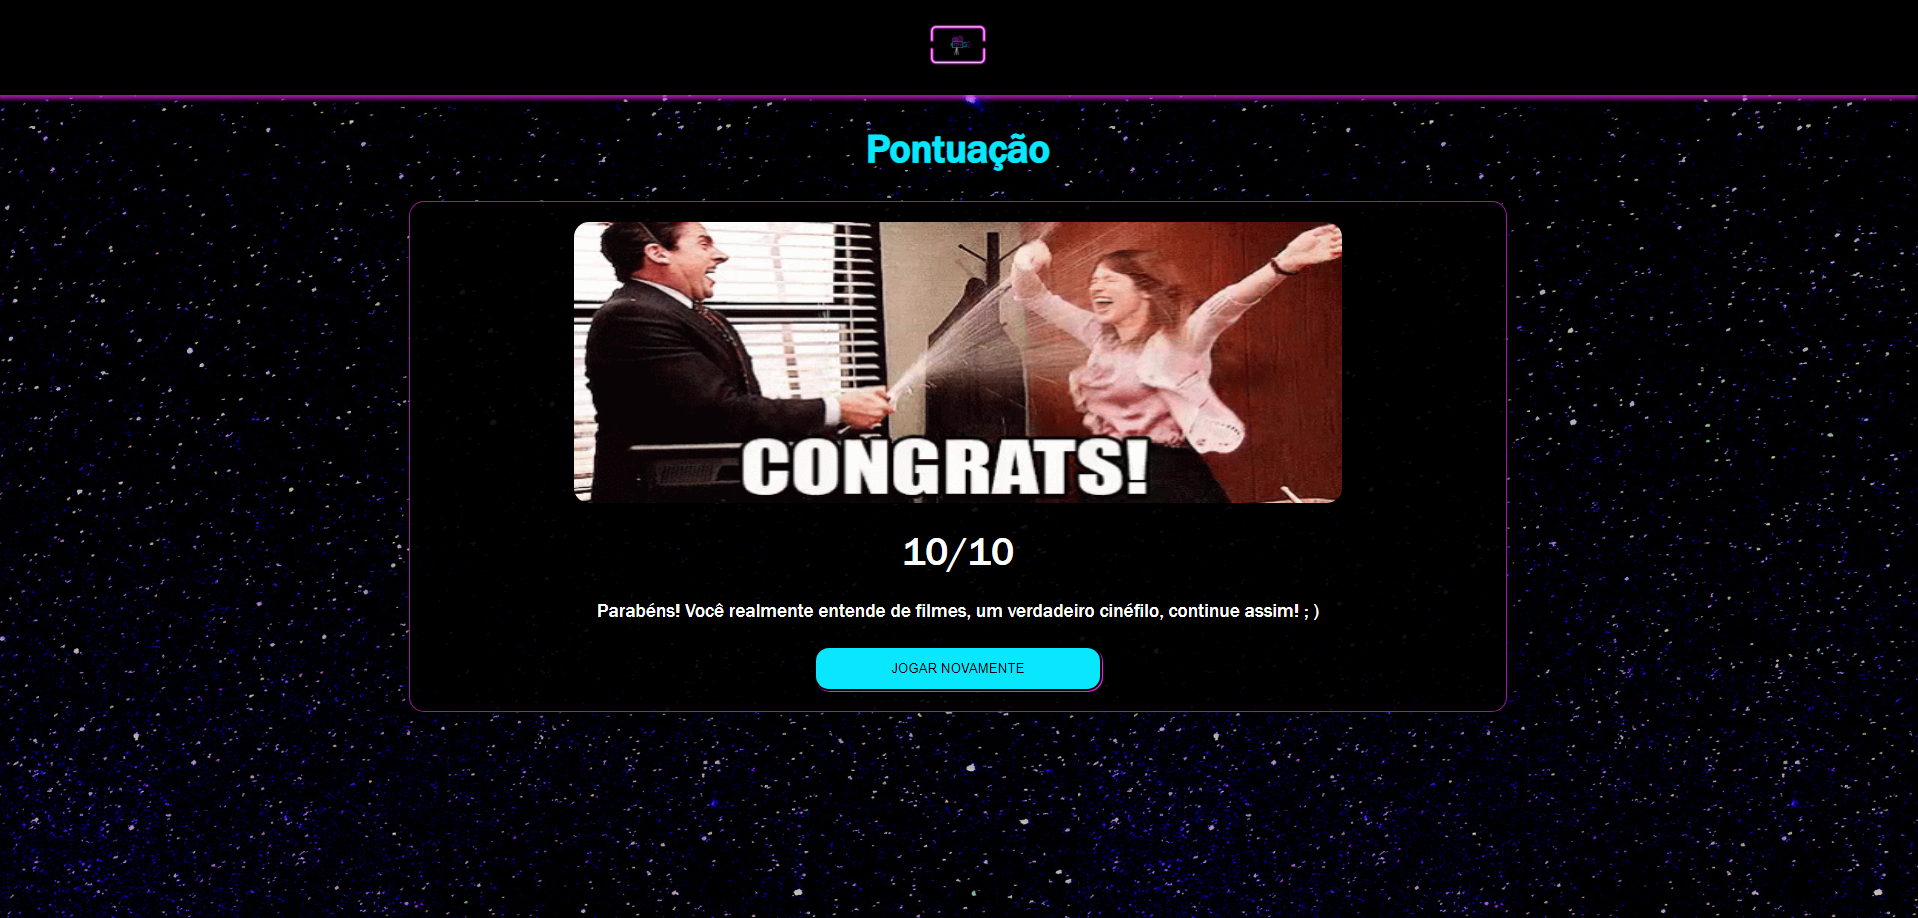 Pontuação
CONGRATS!
10/10
Parabéns! Você realmente entende de filmes, um verdadeiro cinéfilo, continue assim! ; )
JOGAR NOVAMENTE